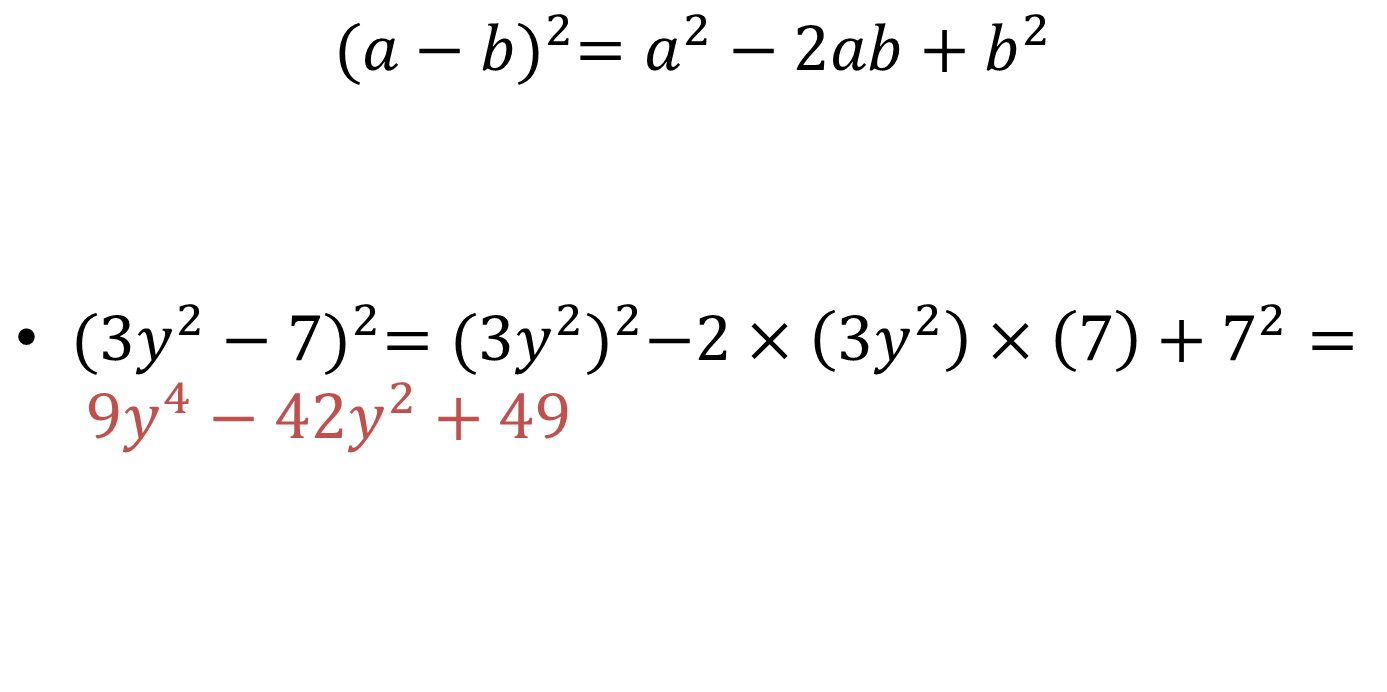 (a − b)²= a² − 2ab + b²
• (3y² − 7)²= (3y²)²−2 × (3y²) × (7) + 7² =
9y⁴ − 42y² + 49